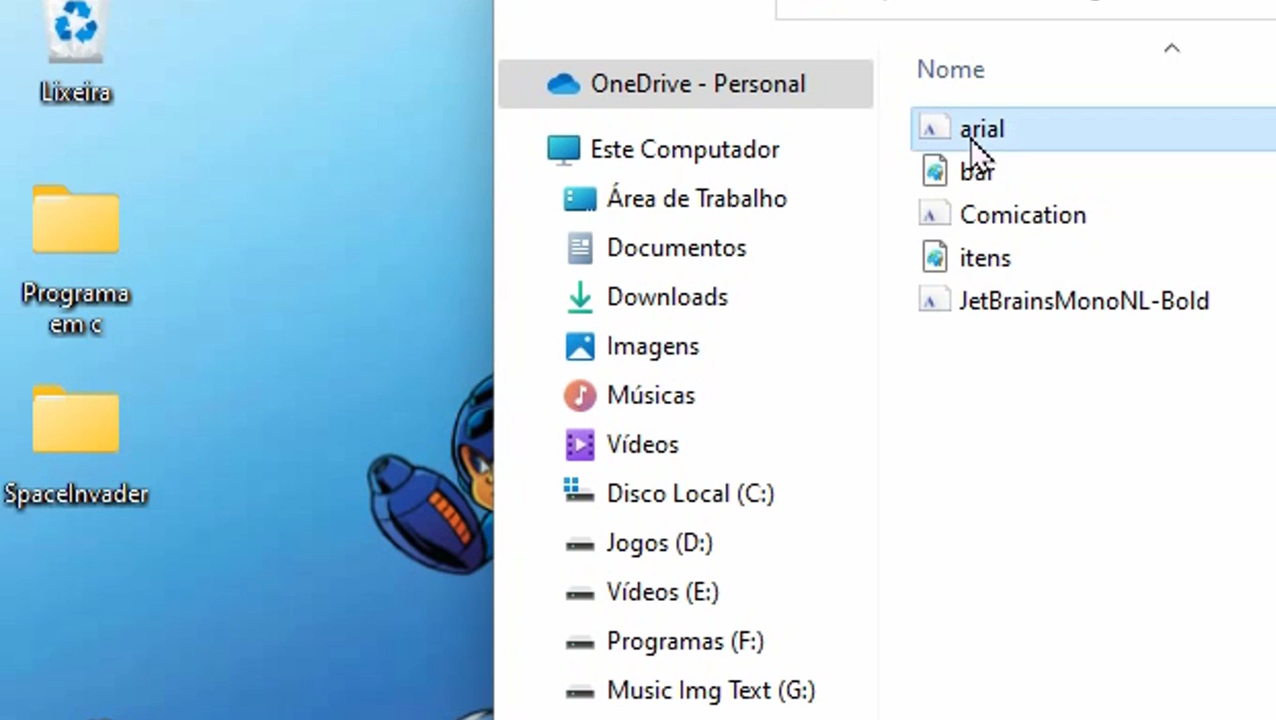 Lixeira
Programa
em c
SpaceInvader
OneDrive - Personal
Este Computador
Área de Trabalho
Documentos
Downloads
Imagens
Músicas
Vídeos
Disco Local (C:)
Jogos (D:)
Vídeos (E:)
Programas (F:)
Music Img Text (G:)
Nome
arial
bar
Comication
itens
JetBrainsMonoNL-Bold